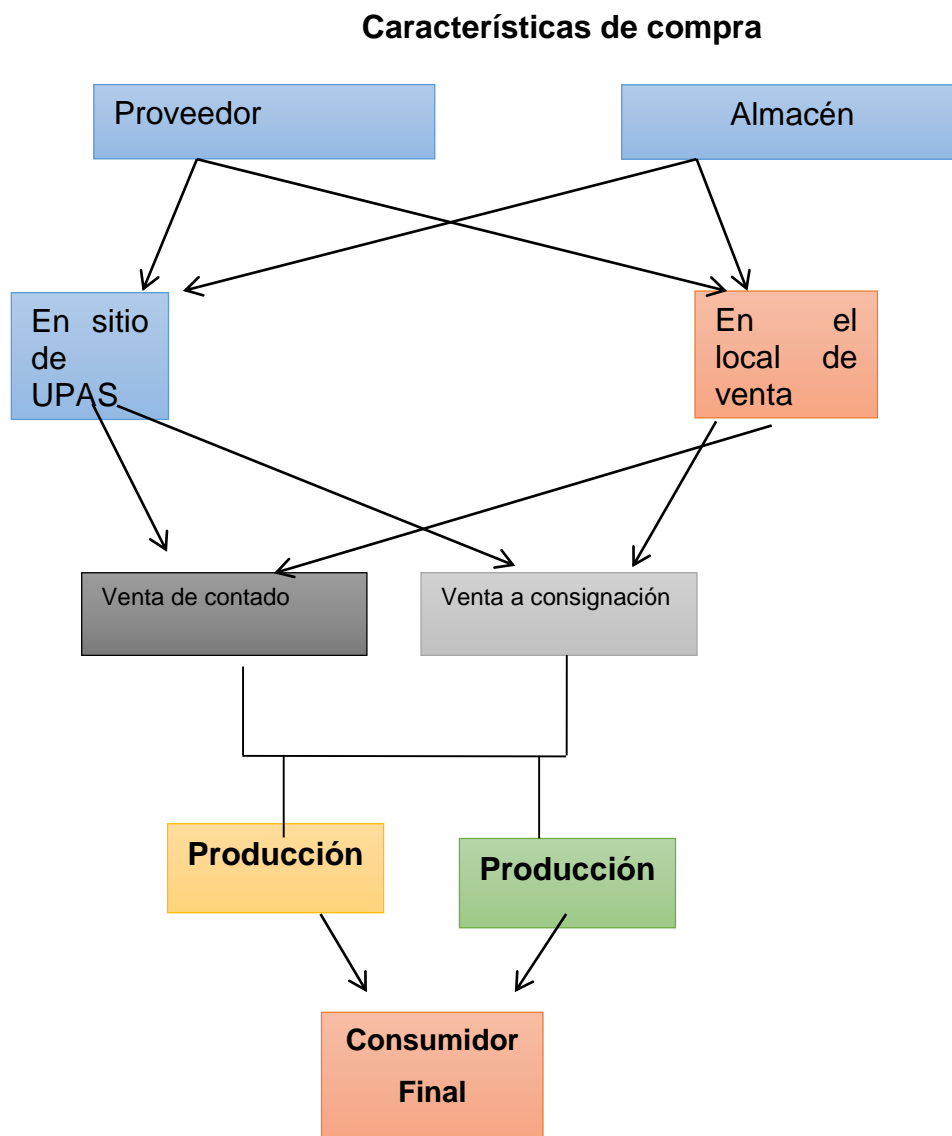 Características de compra
Proveedor
Almacén
En sitio
de
UPAS
En el
local de
venta
Venta de contado
Venta a consignación
Producción
Producción
Consumidor
Final